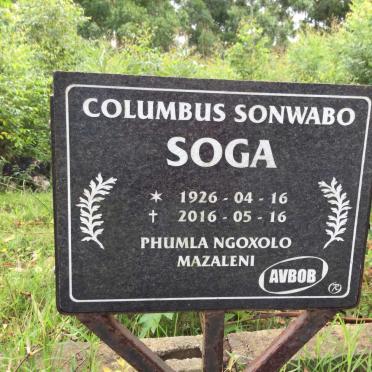 COLUMBUS SONWABO
SOGA
* 1926 - 04 - 16
✝ 2016 - 05 - 16
PHUMLA NGOXOLO
MAZALENI
AVBOB